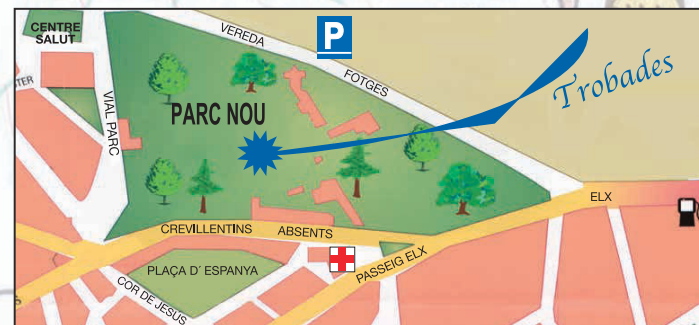 CENTRE
SALUT
P
VEREDA
FOTGES
Trobades
VIAL PARC
PARC NOU
ELX
CREVILLENTINS ABSENTS
PLAÇA D' ESPANYA
PASSEIG ELX
COR DE JESUS